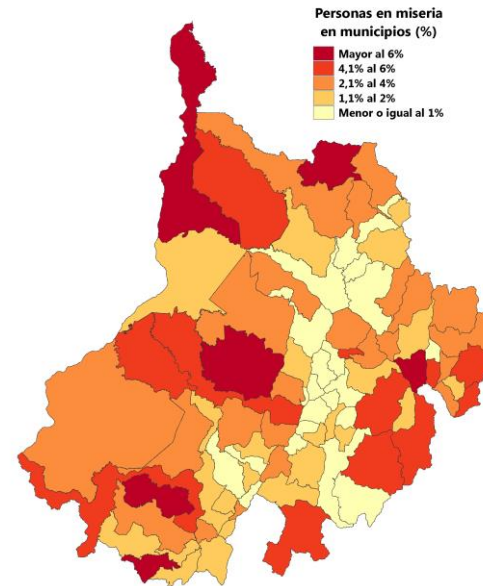 Personas en miseria
en municipios (%)
Mayor al 6%
4,1% al 6%
2,1% al 4%
1,1% al 2%
Menor o igual al 1%